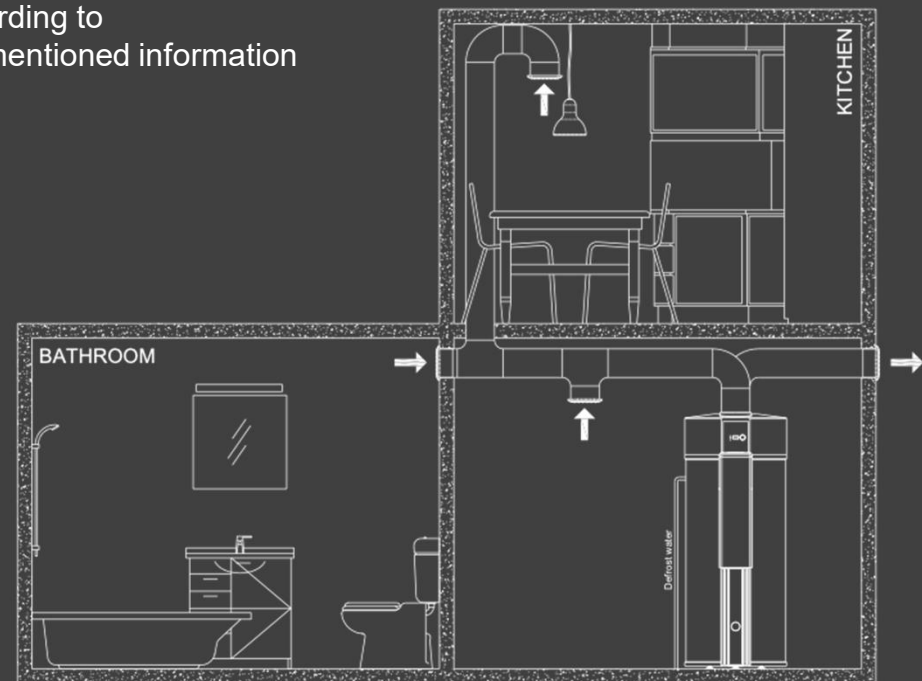 rding to
mentioned information
KITCHEN
BATHROOM
Defrost water